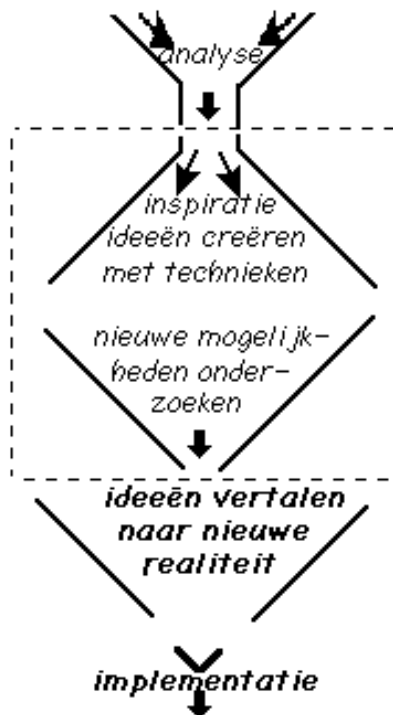 analyse
inspiratie
ideeën creëren
met technieken
nieuwe mogelijk-
heden onder-
zoeken
ideeën vertalen
naar nieuwe
realiteit
implementatie